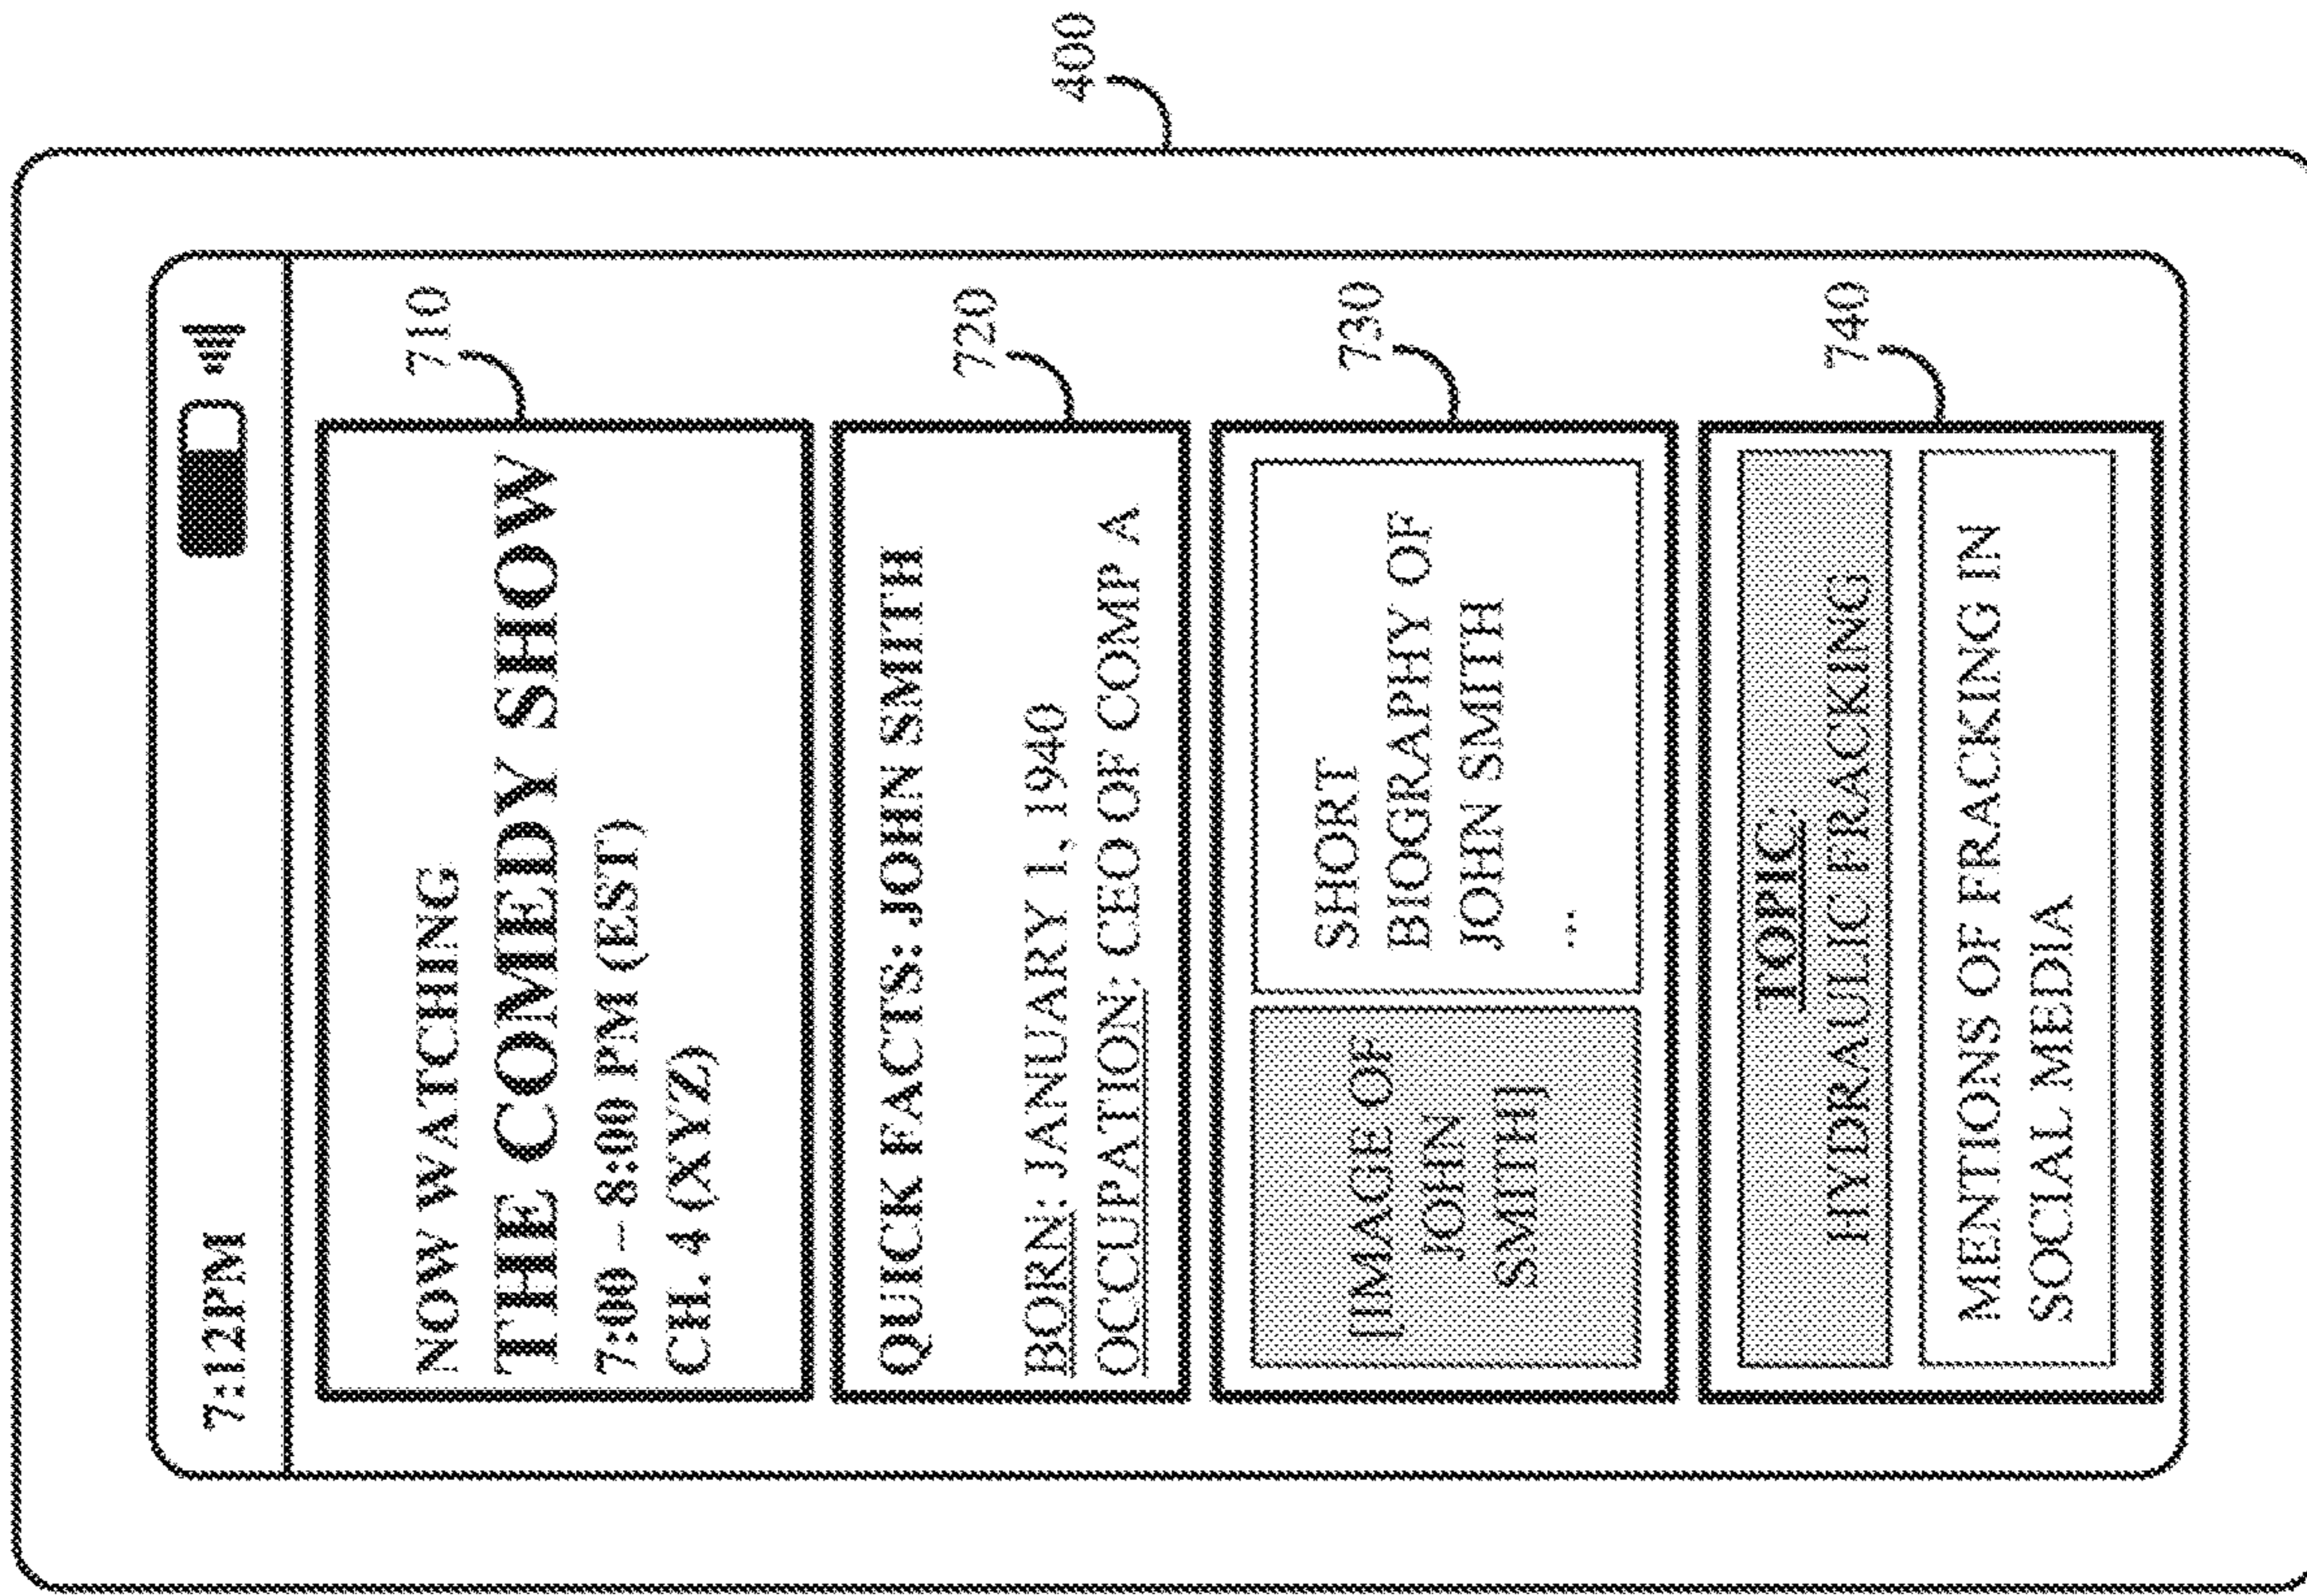 400
7:12PM
710
NOW WATCHING
THE COMEDY SHOW
7:00 – 8:00 PM (EST)
CH. 4 (XYZ)
720
QUICK FACTS: JOHN SMITH
BORN: JANUARY 1, 1940
OCCUPATION: CEO OF COMP A
730
[IMAGE OF
JOHN
SMITH]
SHORT
BIOGRAPHY OF
JOHN SMITH
...
740
TOPIC:
HYDRAULIC FRACKING
MENTIONS OF FRACKING IN
SOCIAL MEDIA